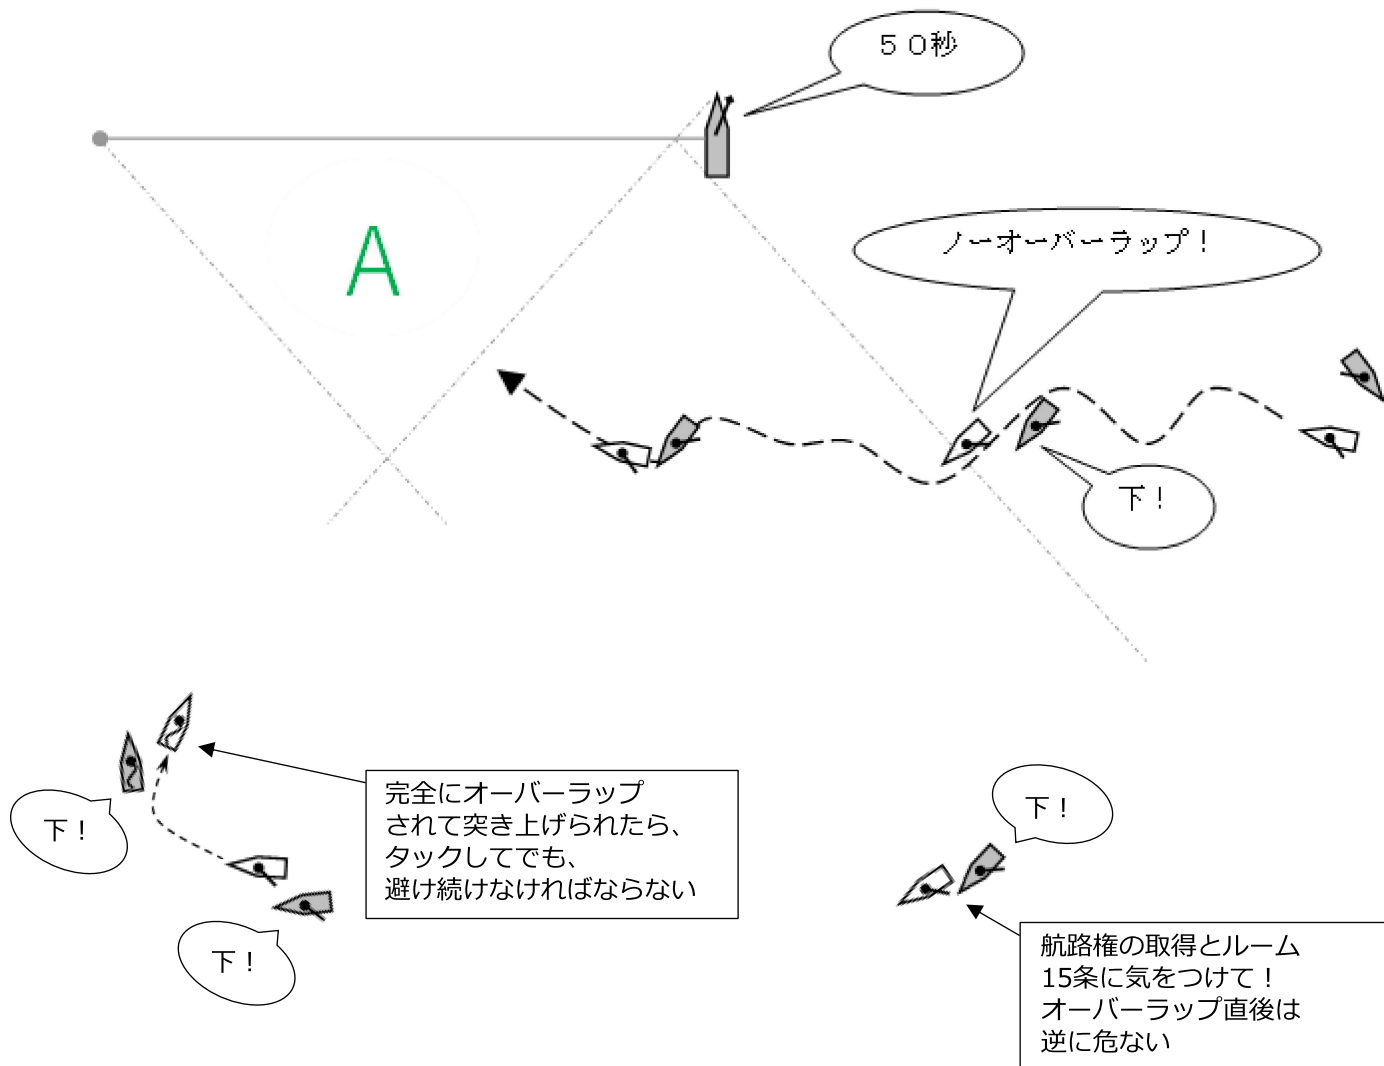 ５０秒
A
ノーオーバーラップ！
下！
完全にオーバーラップ
されて突き上げられたら、
タックしてでも、
避け続けなければならない
下！
下！
下！
航路権の取得とルーム
15条に気をつけて！
オーバーラップ直後は
逆に危ない